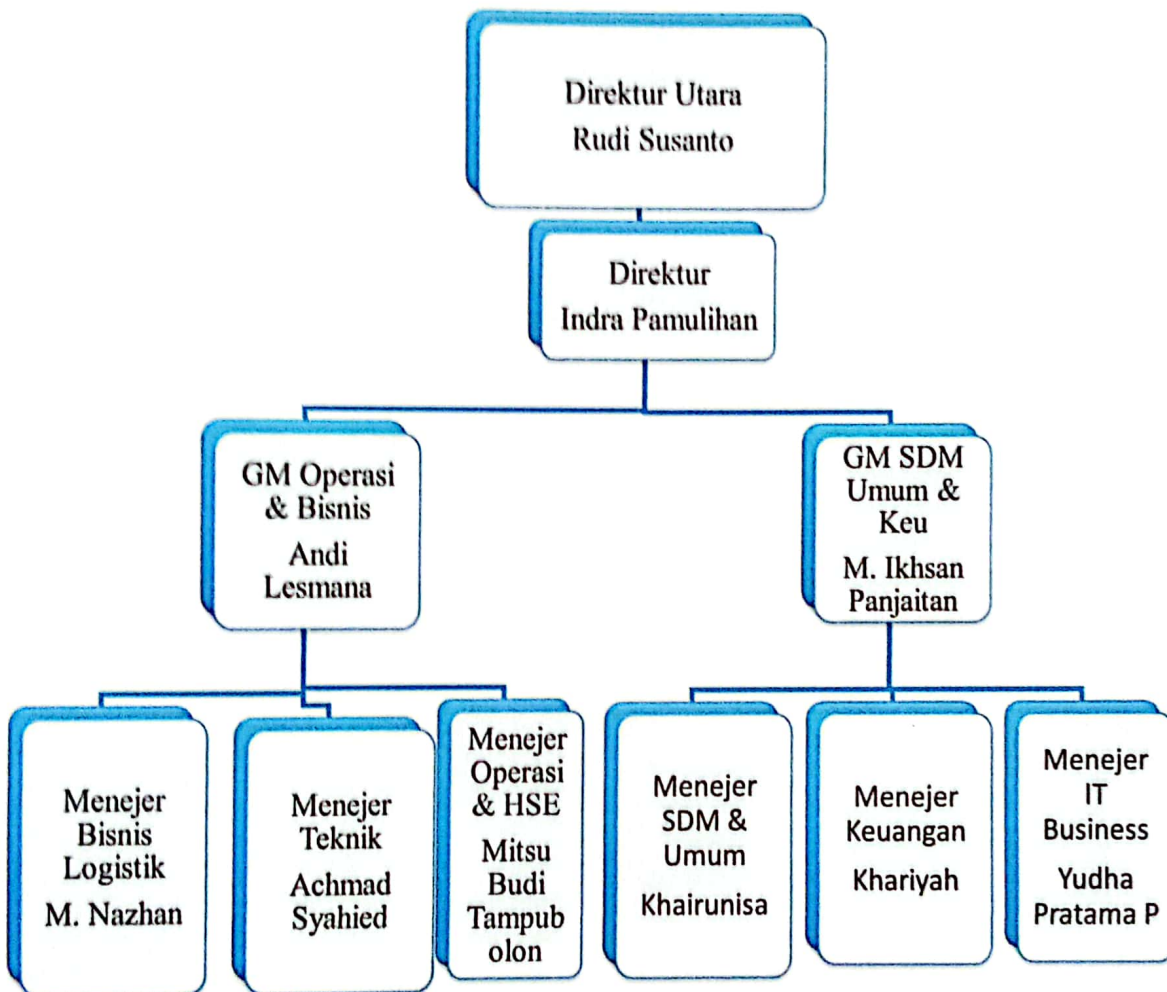 Direktur Utara
Rudi Susanto
Direktur
Indra Pamulihan
GM Operasi
& Bisnis
Andi
Lesmana
GM SDM
Umum &
Keu
M. Ikhsan
Panjaitan
Menejer
Bisnis
Logistik
M. Nazhan
Menejer
Teknik
Achmad
Syahied
Menejer
Operasi
& HSE
Mitsu
Budi
Tampub
olon
Menejer
SDM &
Umum
Khairunisa
Menejer
Keuangan
Khariyah
Menejer
IT
Business
Yudha
Pratama P